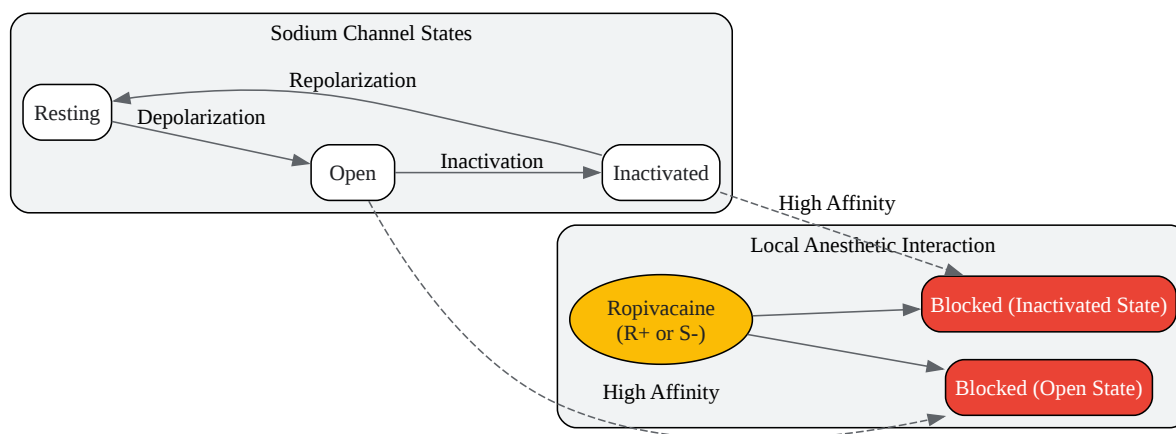 Sodium Channel States
Repolarization
Resting
Depolarization
Open
Inactivation
Inactivated
High Affinity
Local Anesthetic Interaction
Ropivacaine
(R+ or S-)
Blocked (Inactivated State)
High Affinity
Blocked (Open State)